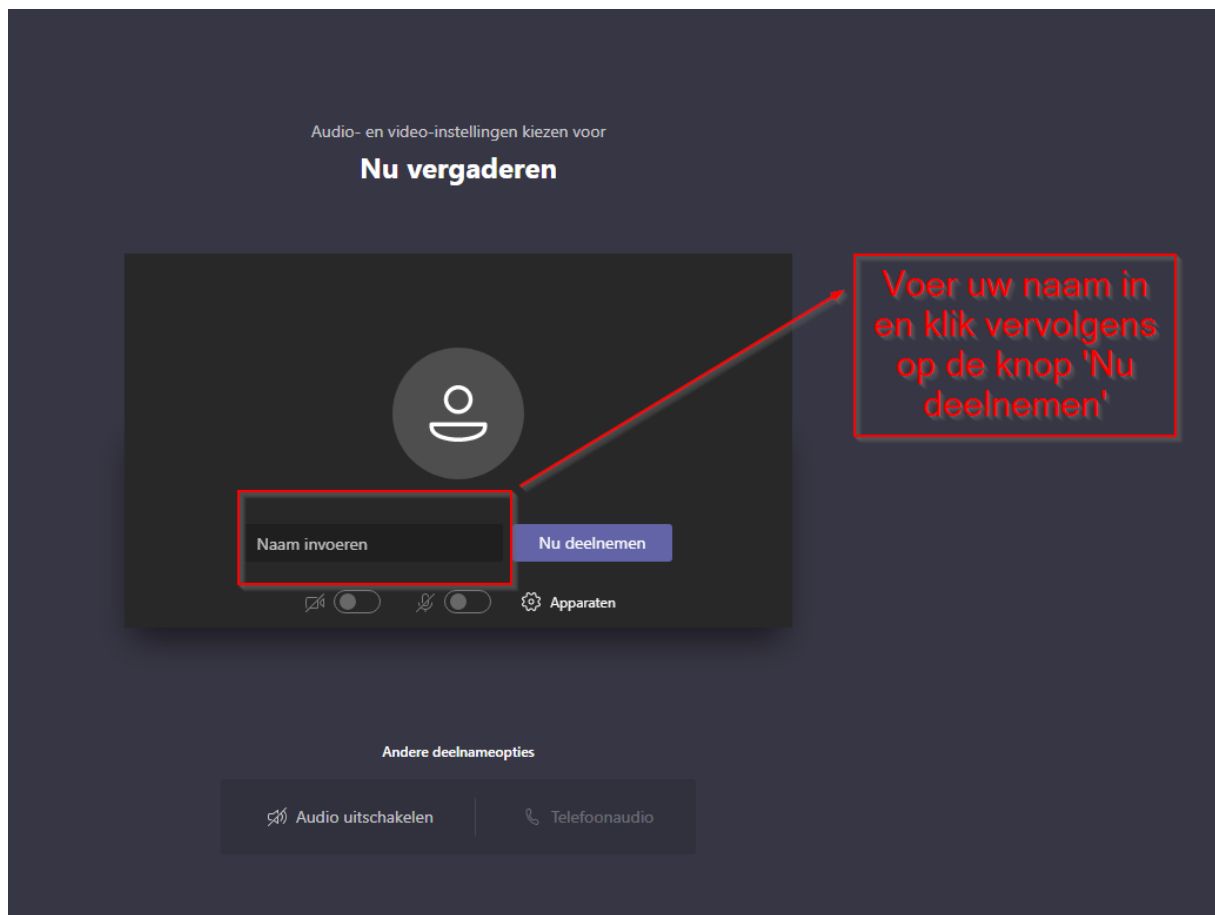 Audio- en video-instellingen kiezen voor
Nu vergaderen
Voer uw naam in
en klik vervolgens
op de knop 'Nu
deelnemen'
Naam invoeren
Nu deelnemen
Apparaten
Andere deelnameopties
Audio uitschakelen
Telefoonaudio